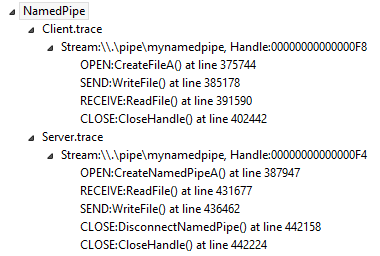 NamedPipe
Client.trace
Stream:\\.\pipe\mynamedpipe, Handle:00000000000000F8
OPEN:CreateFileA() at line 375744
SEND:WriteFile() at line 385178
RECEIVE:ReadFile() at line 391590
CLOSE:CloseHandle() at line 402442
Server.trace
Stream:\\.\pipe\mynamedpipe, Handle:00000000000000F4
OPEN:CreateNamedPipeA() at line 387947
RECEIVE:ReadFile() at line 431677
SEND:WriteFile() at line 436462
CLOSE:DisconnectNamedPipe() at line 442158
CLOSE:CloseHandle() at line 442224